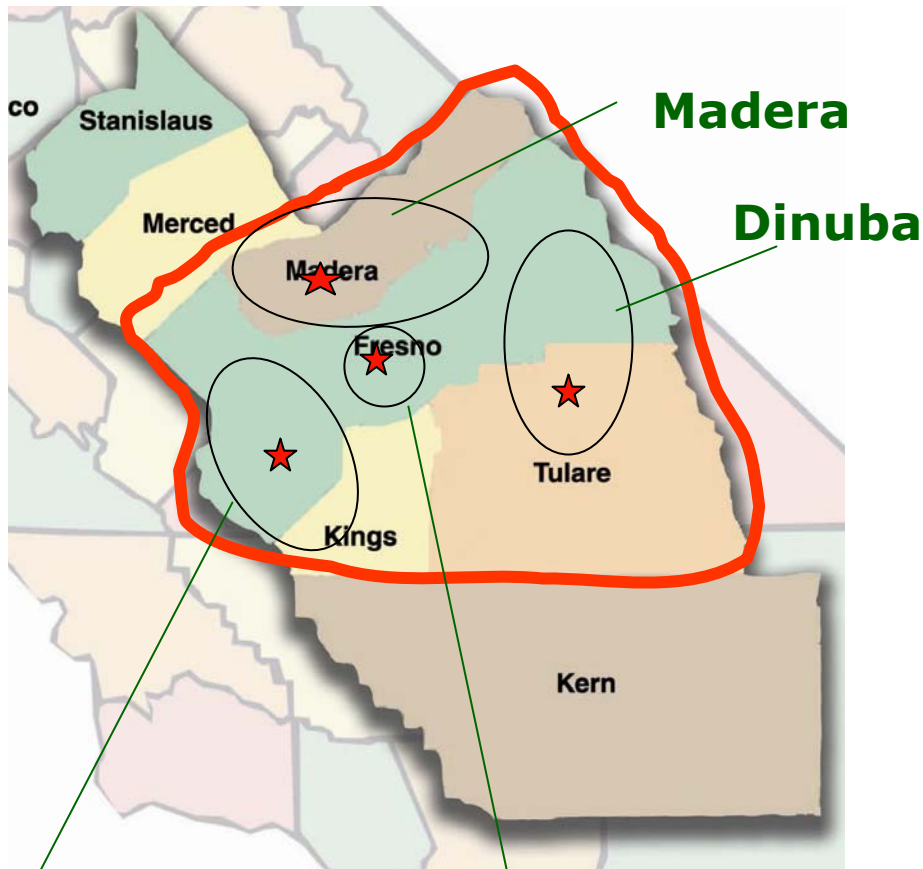 co
Stanislaus
Madera
Merced
Dinuba
Madera
Fresno
Tulare
Kings
Kern